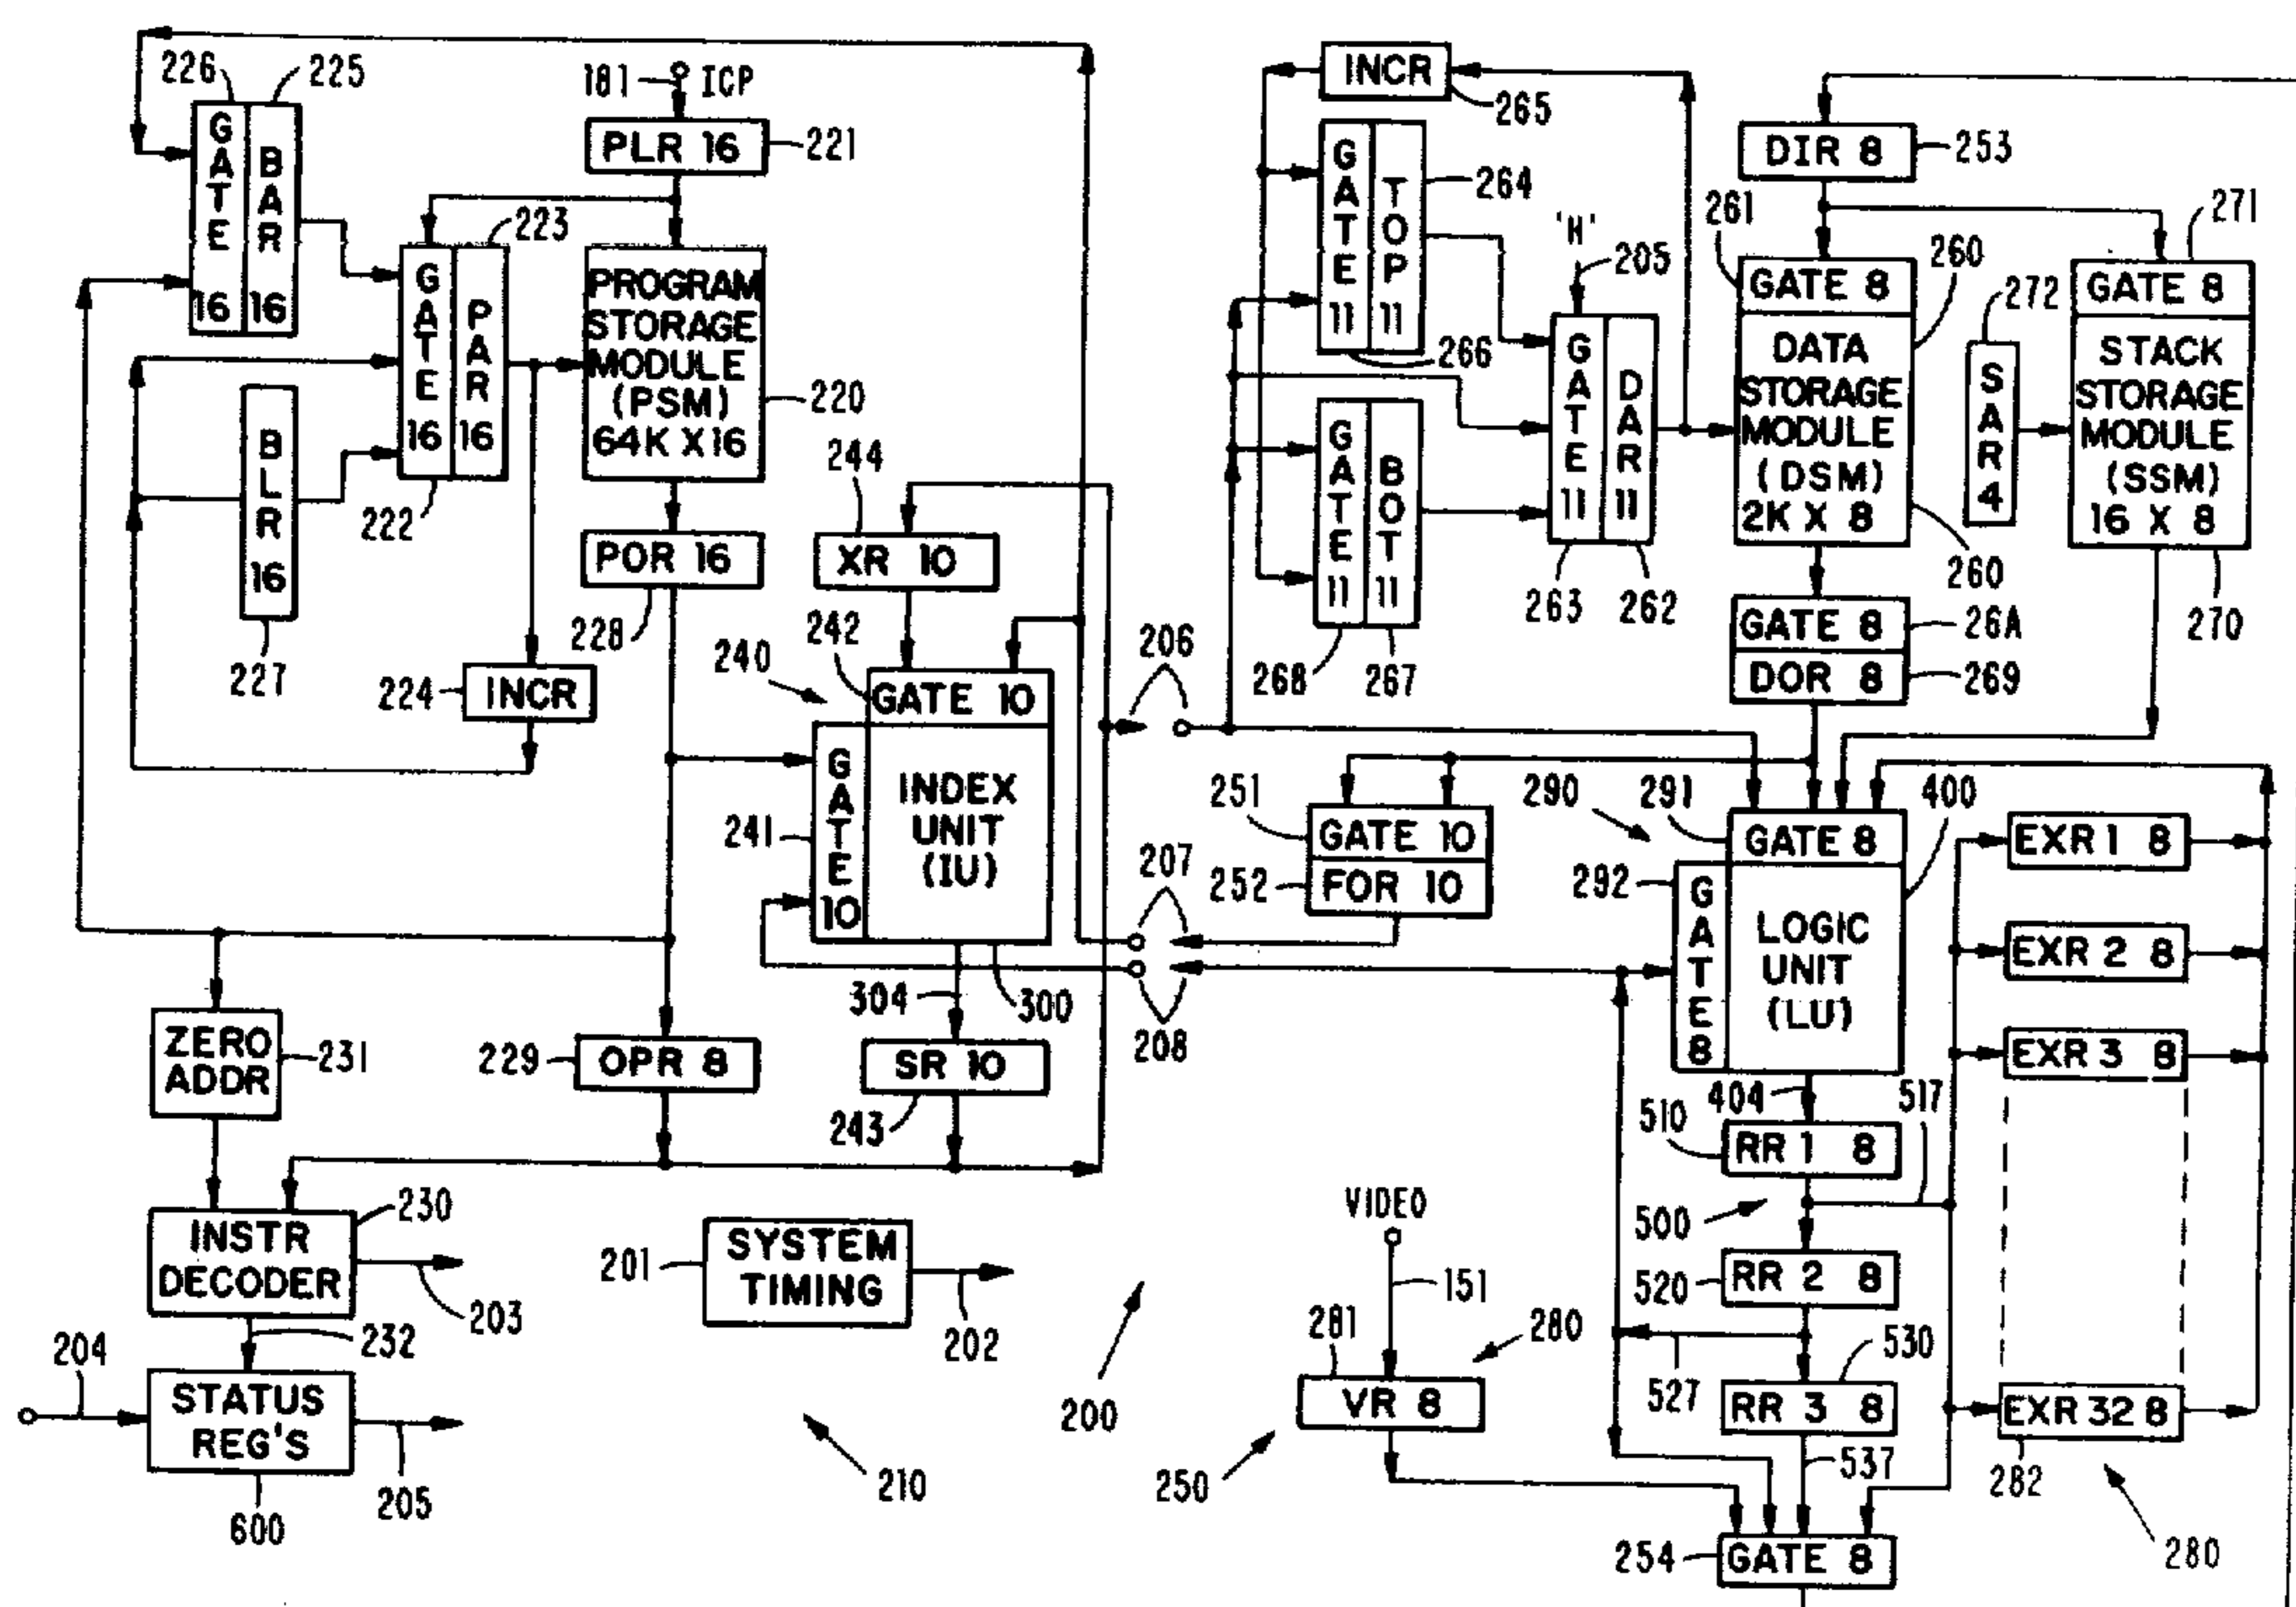 226
225
181
ICP
GATE 16
BAR 16
PLR 16
221
223
GATE 16
PAR 16
PROGRAM
STORAGE
MODULE
(PSM)
64K X 16
220
BLR 16
222
227
POR 16
228
224
INCR
244
XR 10
242
240
GATE 10
GATE 10
241
INDEX
UNIT
(IU)
304
300
ZERO
ADDR
231
229
OPR 8
SR 10
243
INSTR
DECODER
230
203
232
204
STATUS
REG'S
205
600
201
SYSTEM
TIMING
202
200
210
206
207
208
INCR
265
GATE 11
TOP 11
264
266
'H'
205
GATE 11
BOT 11
268
267
GATE 11
DAR 11
263
262
DIR 8
253
261
GATE 8
260
DATA
STORAGE
MODULE
(DSM)
2K X 8
260
GATE 8
26A
DOR 8
269
271
272
SAR 4
GATE 8
STACK
STORAGE
MODULE
(SSM)
16 X 8
270
251
GATE 10
252
FOR 10
290
291
GATE 8
400
292
GATE 8
LOGIC
UNIT
(LU)
404
517
510
RR 1 8
500
520
RR 2 8
527
530
RR 3 8
537
EXR 1 8
EXR 2 8
EXR 3 8
EXR 32 8
282
280
VIDEO
151
281
280
VR 8
250
254
GATE 8